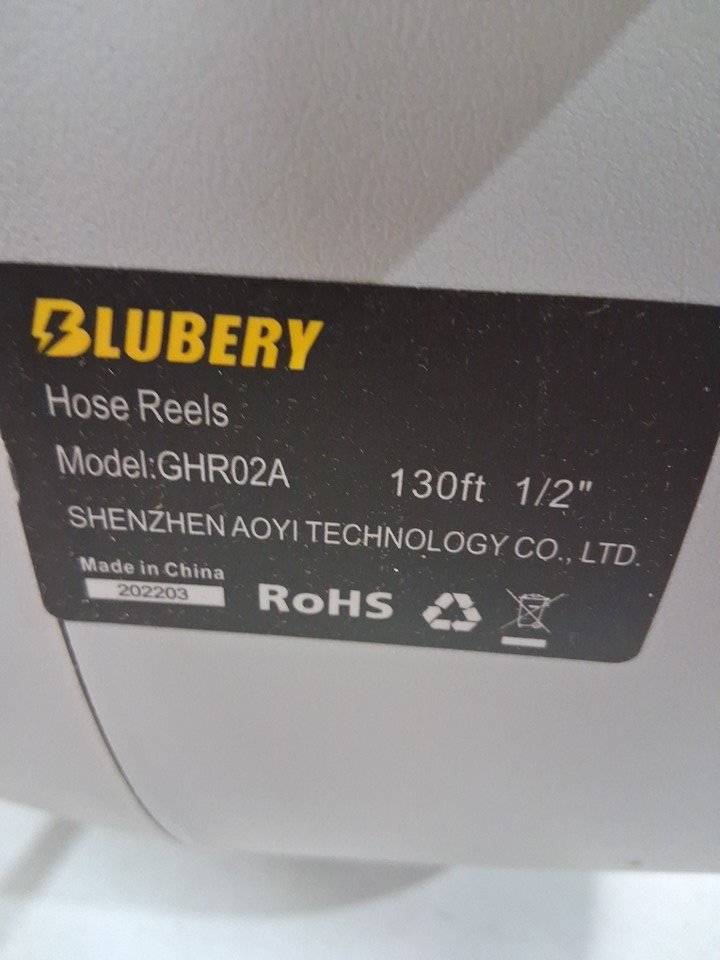 BLUBERY
Hose Reels
Model:GHR02A 130ft 1/2"
SHENZHEN AOYI TECHNOLOGY CO., LTD.
Made in China
202203
RoHS